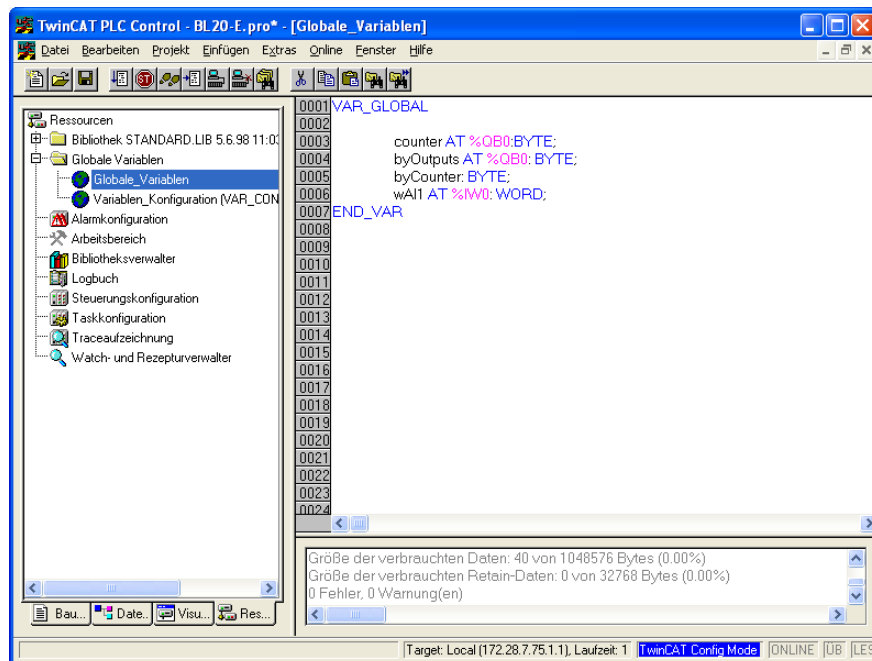 TwinCAT PLC Control - BL20-E.pro* - [Globale_Variablen]
Datei Bearbeiten Projekt Einfügen Extras Online Fenster Hilfe
Ressourcen
Bibliothek STANDARD.LIB 5.6.98 11:03
Globale Variablen
Globale_Variablen
Variablen_Konfiguration (VAR_CON
Alarmkonfiguration
Arbeitsbereich
Bibliotheksverwalter
Logbuch
Steuerungskonfiguration
Taskkonfiguration
Traceaufzeichnung
Watch- und Rezepturverwalter
Bau... Date.. Visu... Res...
0001 VAR_GLOBAL
0002
0003 counter AT %QB0:BYTE;
0004 byOutputs AT %QB0: BYTE;
0005 byCounter: BYTE;
0006 wAI1 AT %IW0: WORD;
0007 END_VAR
0008
0009
0010
0011
0012
0013
0014
0015
0016
0017
0018
0019
0020
0021
0022
0023
0024
Größe der verbrauchten Daten: 40 von 1048576 Bytes (0.00%)
Größe der verbrauchten Retain-Daten: 0 von 32768 Bytes (0.00%)
0 Fehler, 0 Warnung(en)
Target: Local (172.28.7.75.1.1), Laufzeit: 1 TwinCAT Config Mode ONLINE ÜB LES